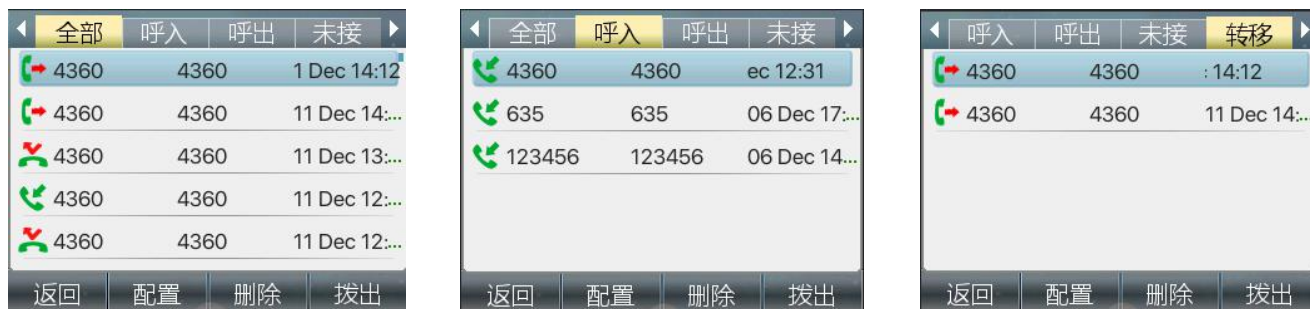 全部 呼入 呼出 未接
4360 4360 1 Dec 14:12
4360 4360 11 Dec 14:...
4360 4360 11 Dec 13:...
4360 4360 11 Dec 12:...
4360 4360 11 Dec 12:...
返回 配置 删除 拨出
全部 呼入 呼出 未接
4360 4360 ec 12:31
635 635 06 Dec 17:...
123456 123456 06 Dec 14...
返回 配置 删除 拨出
呼入 呼出 未接 转移
4360 4360 : 14:12
4360 4360 11 Dec 14:...
返回 配置 删除 拨出